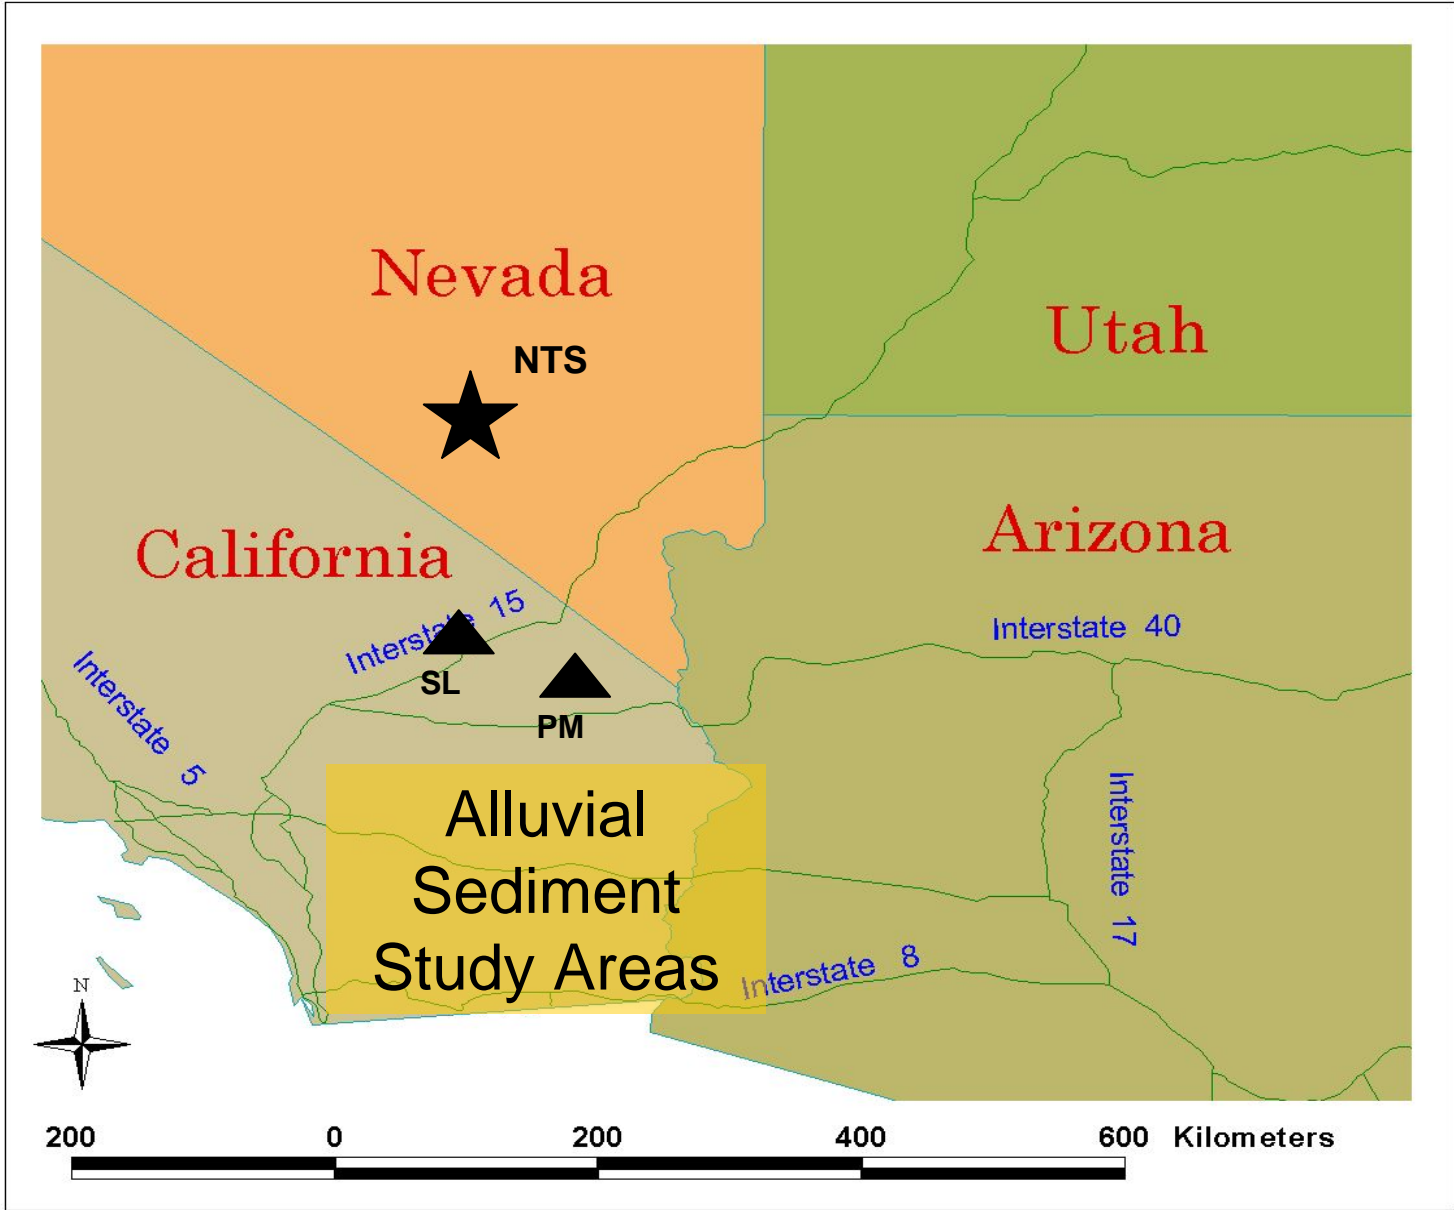 Nevada
NTS
Utah
Arizona
California
Interstate 15
Interstate 40
Interstate 5
SL
PM
Interstate 17
Alluvial
Sediment
Study Areas
Interstate 8
N
200 0 200 400 600 Kilometers